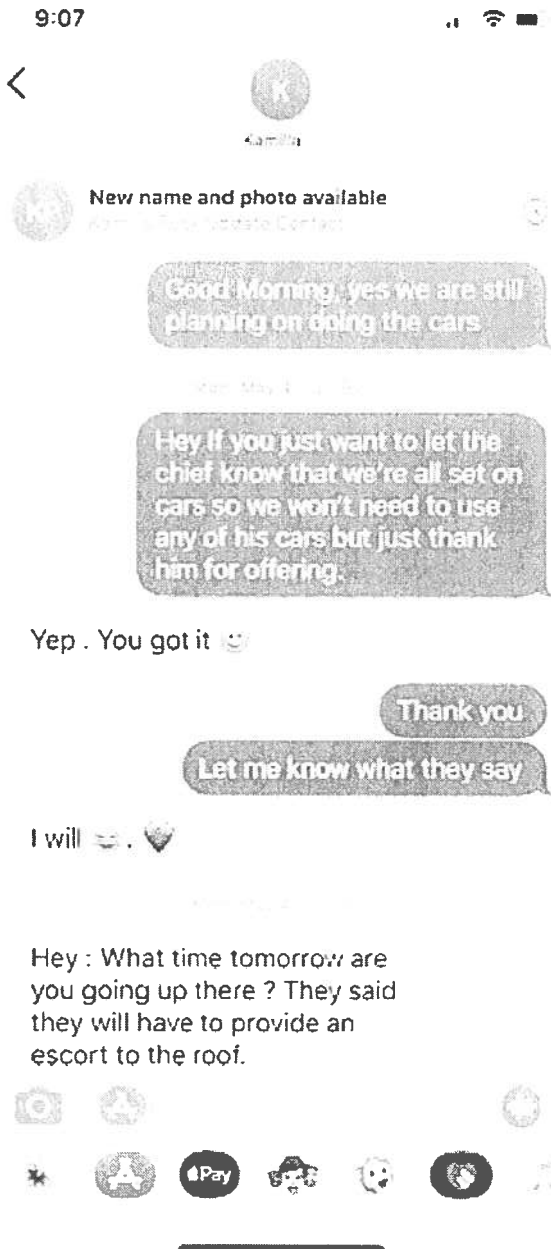 9:07
New name and photo available
Good Morning, yes we are still
planning on doing the cars
Hey If you just want to let the
chief know that we're all set on
cars so we won't need to use
any of his cars but just thank
him for offering.
Yep . You got it
Thank you
Let me know what they say
I will . 
Hey : What time tomorrow are
you going up there ? They said
they will have to provide an
escort to the roof.
Pay